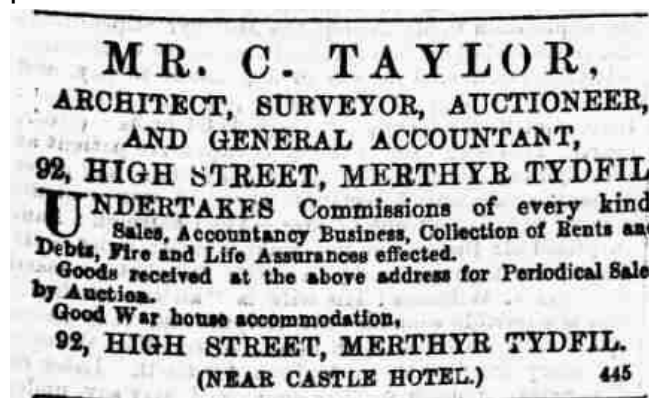 MR. C. TAYLOR,
ARCHITECT, SURVEYOR, AUCTIONEER,
AND GENERAL ACCOUNTANT,
92, HIGH STREET, MERTHYR TYDFIL
UNDERTAKES Commissions of every kind
Sales, Accountancy Business, Collection of Rents and
Debts, Fire and Life Assurances effected.
Goods received at the above address for Periodical Sale
by Auction.
Good War house accommodation,
92, HIGH STREET, MERTHYR TYDFIL.
(NEAR CASTLE HOTEL.) 445